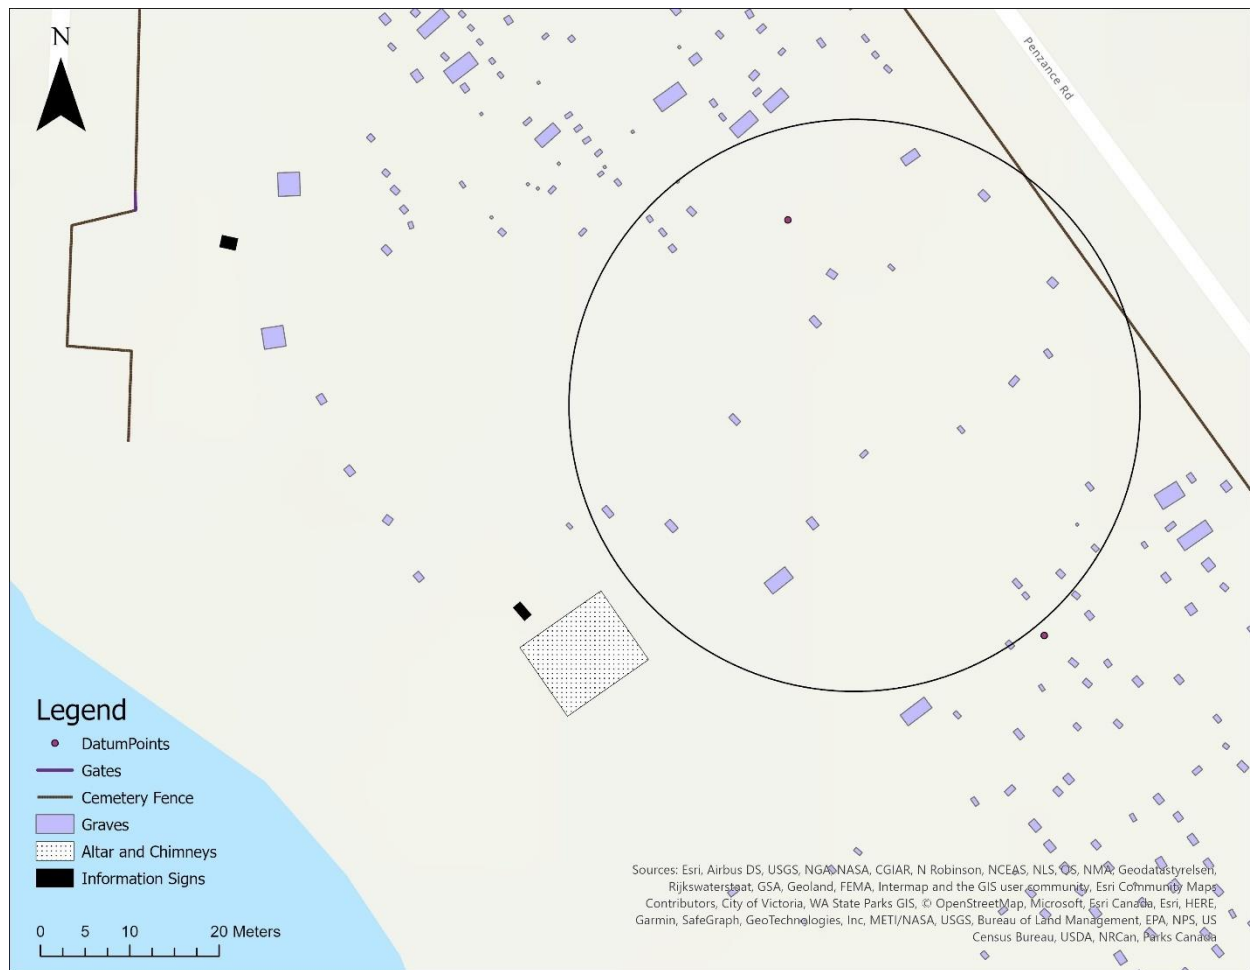 N
Penzance Rd
Legend
DatumPoints
Gates
Cemetery Fence
Graves
Altar and Chimneys
Information Signs
0 5 10 20 Meters
Sources: Esri, Airbus DS, USGS, NGA, NASA, CGIAR, N Robinson, NCEAS, NLS, OS, NMA, Geodatastyrelsen,
Rijkswaterstaat, GSA, Geoland, FEMA, Intermap and the GIS user community, Esri Community Maps
Contributors, City of Victoria, WA State Parks GIS, © OpenStreetMap, Microsoft, Esri Canada, Esri, HERE,
Garmin, SafeGraph, GeoTechnologies, Inc, METI/NASA, USGS, Bureau of Land Management, EPA, NPS, US
Census Bureau, USDA, NRCan, Parks Canada